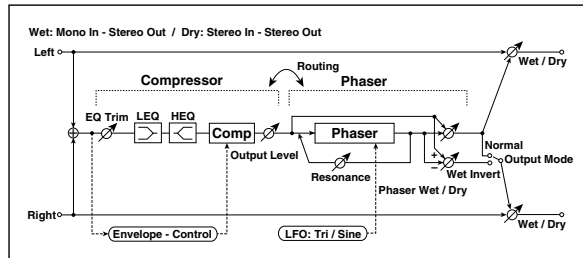 Wet: Mono In - Stereo Out / Dry: Stereo In - Stereo Out
Left
Wet / Dry
Routing
Compressor
Phaser
EQ Trim
LEQ
HEQ
Comp
Phaser
Output Level
Resonance
+
−
Normal
Output Mode
Wet Invert
Phaser Wet / Dry
Right
Wet / Dry
Envelope - Control
LFO: Tri / Sine